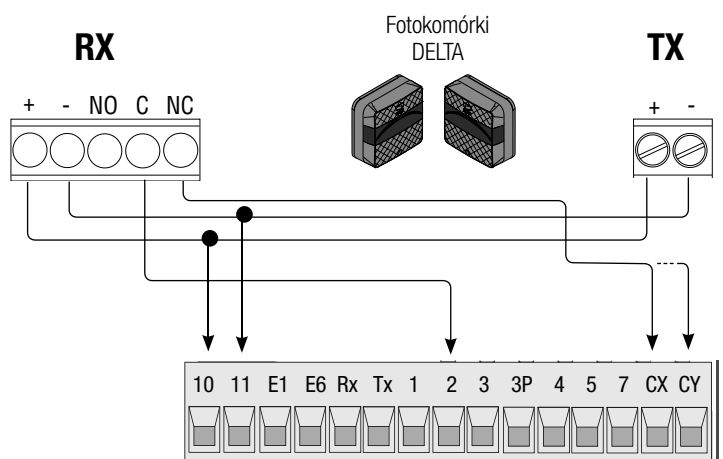 Fotokomórki
DELTA
RX
TX
+ - NO C NC
+ -
10 11 E1 E6 Rx Tx 1 2 3 3P 4 5 7 CX CY